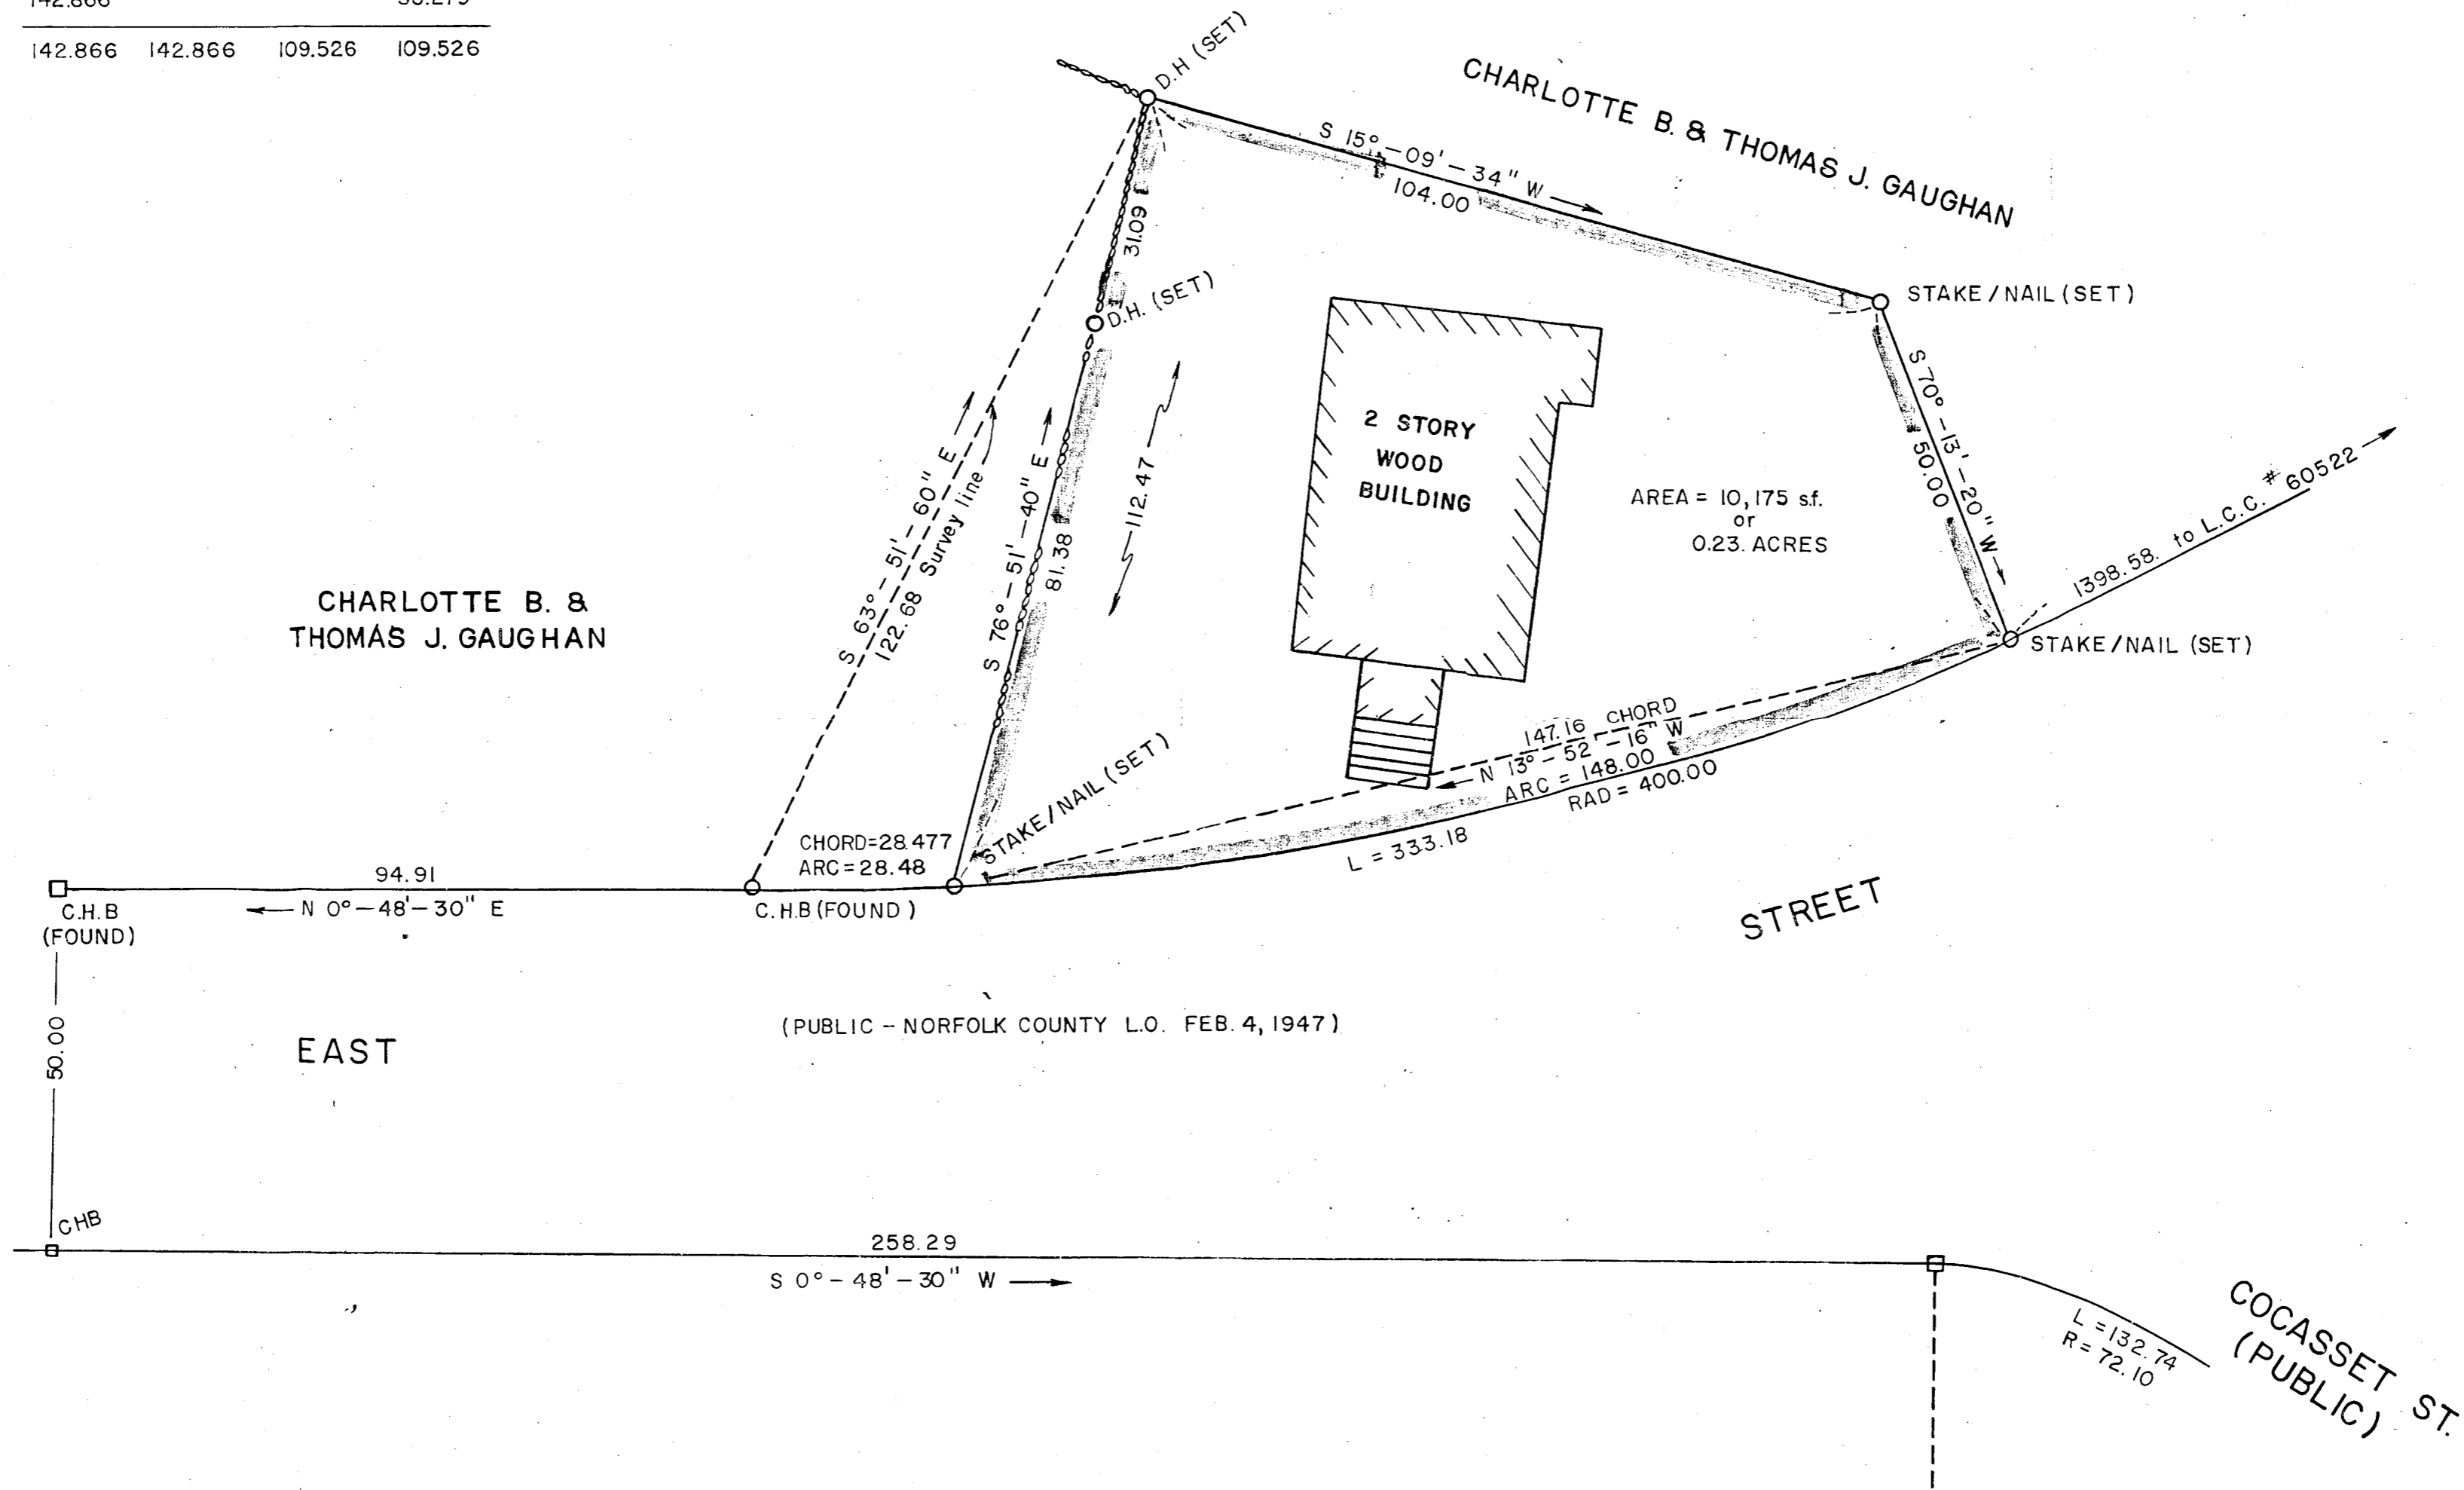 142.866 142.866 109.526 109.526
D.H (SET)
CHARLOTTE B. & THOMAS J. GAUGHAN
S 15°-09'-34" W
104.00
31.09
D.H. (SET)
STAKE/NAIL (SET)
S 70°-13'-20" W
50.00
2 STORY
WOOD
BUILDING
AREA = 10,175 s.f.
or
0.23. ACRES
112.47
S 76°-51'-40" E
81.38
S 63°-51'-60" E
122.68 Survey line
1398.58. to L.C.C. # 60522
CHARLOTTE B. &
THOMAS J. GAUGHAN
STAKE/NAIL (SET)
147.16 CHORD
N 13°-52'-16" W
ARC = 148.00
RAD = 400.00
L = 333.18
STAKE/NAIL (SET)
CHORD=28.477
ARC=28.48
94.91
N 0°-48'-30" E
C.H.B
(FOUND)
C.H.B (FOUND)
STREET
50.00
EAST
(PUBLIC - NORFOLK COUNTY L.O. FEB. 4, 1947)
CHB
258.29
S 0°-48'-30" W
L = 132.74
R = 72.10
COCASSET ST.
(PUBLIC)